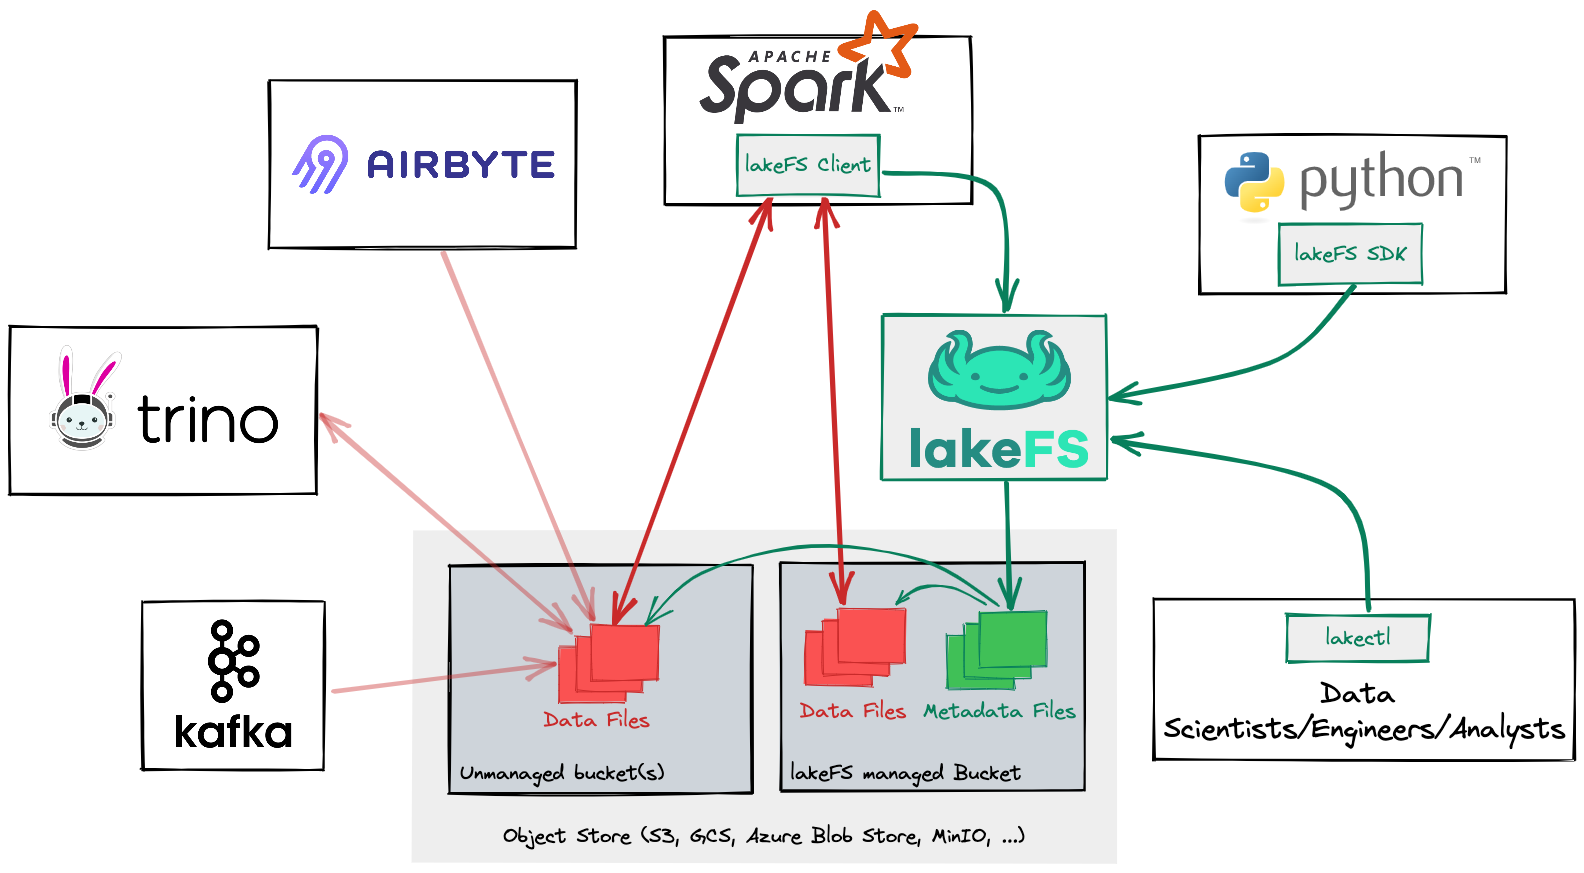 APACHE
Spark™
lakeFS Client
AIRBYTE
python™
lakeFS SDK
trino
lakeFS
kafka
Data Files
Data Files
Metadata Files
Unmanaged bucket(s)
lakeFS managed Bucket
Object Store (S3, GCS, Azure Blob Store, MinIO, ...)
lakectl
Data
Scientists/Engineers/Analysts